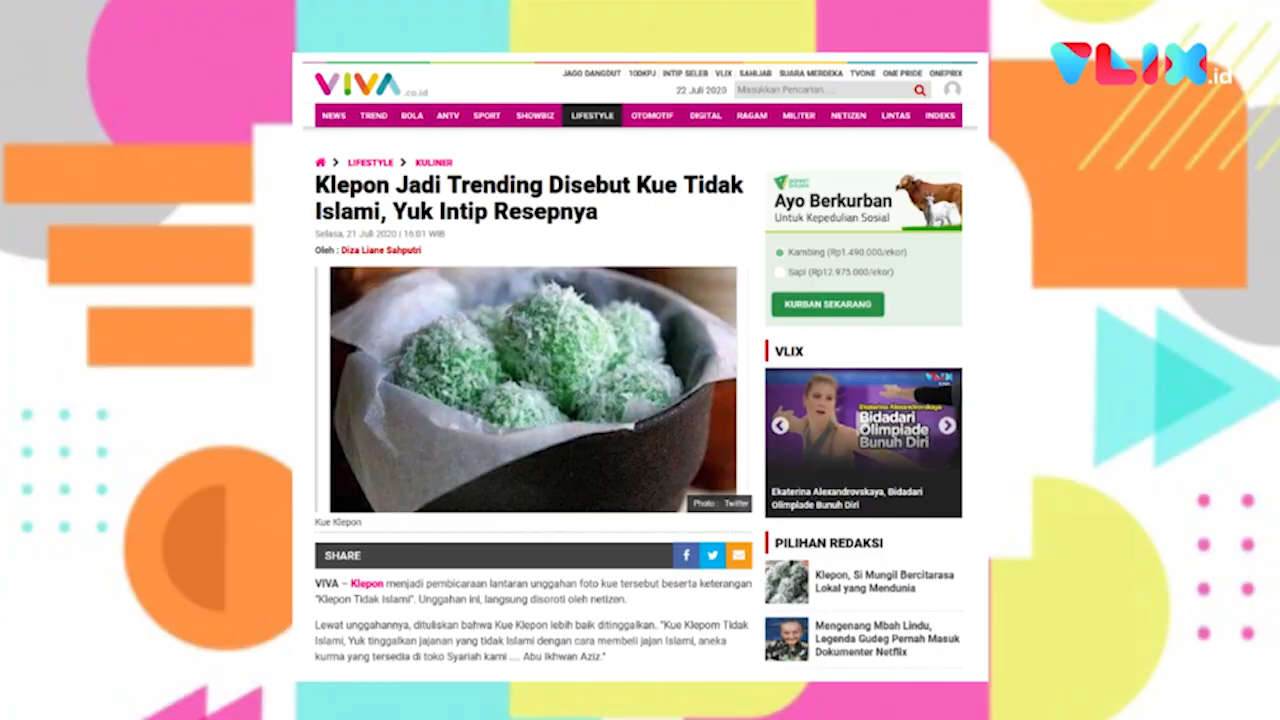 VLIX.id
VIVA.co.id
JAGO DANGDUT 100KPJ INTIP SELEB VLIX SAHIJAB SUARA MERDEKA TVONE ONE PRIDE ONEPRIX
22 Juli 2020
Masukkan Pencarian....
NEWS TREND BOLA ANTV SPORT SHOWBIZ LIFESTYLE OTOMOTIF DIGITAL RAGAM MILITER NETIZEN LINTAS INDEKS
LIFESTYLE KULINER
Klepon Jadi Trending Disebut Kue Tidak
Islami, Yuk Intip Resepnya
Selasa, 21 Juli 2020 | 16:01 WIB
Oleh : Diza Liane Sahputri
Photo : Twitter
Kue Klepon
SHARE
VIVA – Klepon menjadi pembicaraan lantaran unggahan foto kue tersebut beserta keterangan
"Klepon Tidak Islami". Unggahan ini, langsung disoroti oleh netizen.
Lewat unggahannya, dituliskan bahwa Kue Klepon lebih baik ditinggalkan. "Kue Klepom Tidak
Islami, Yuk tinggalkan jajanan yang tidak Islami dengan cara membeli jajan Islami, aneka
kurma yang tersedia di toko Syariah kami .... Abu Ikhwan Aziz."
Ayo Berkurban
Untuk Kepedulian Sosial
Kambing (Rp1.490.000/ekor)
Sapi (Rp12.975.000/ekor)
KURBAN SEKARANG
VLIX
VLIX
Ekaterina Alexandrovskaya
Bidadari
Olimpiade
Bunuh Diri
Ekaterina Alexandrovskaya, Bidadari
Olimpiade Bunuh Diri
PILIHAN REDAKSI
Klepon, Si Mungil Bercitarasa
Lokal yang Mendunia
Mengenang Mbah Lindu,
Legenda Gudeg Pernah Masuk
Dokumenter Netflix